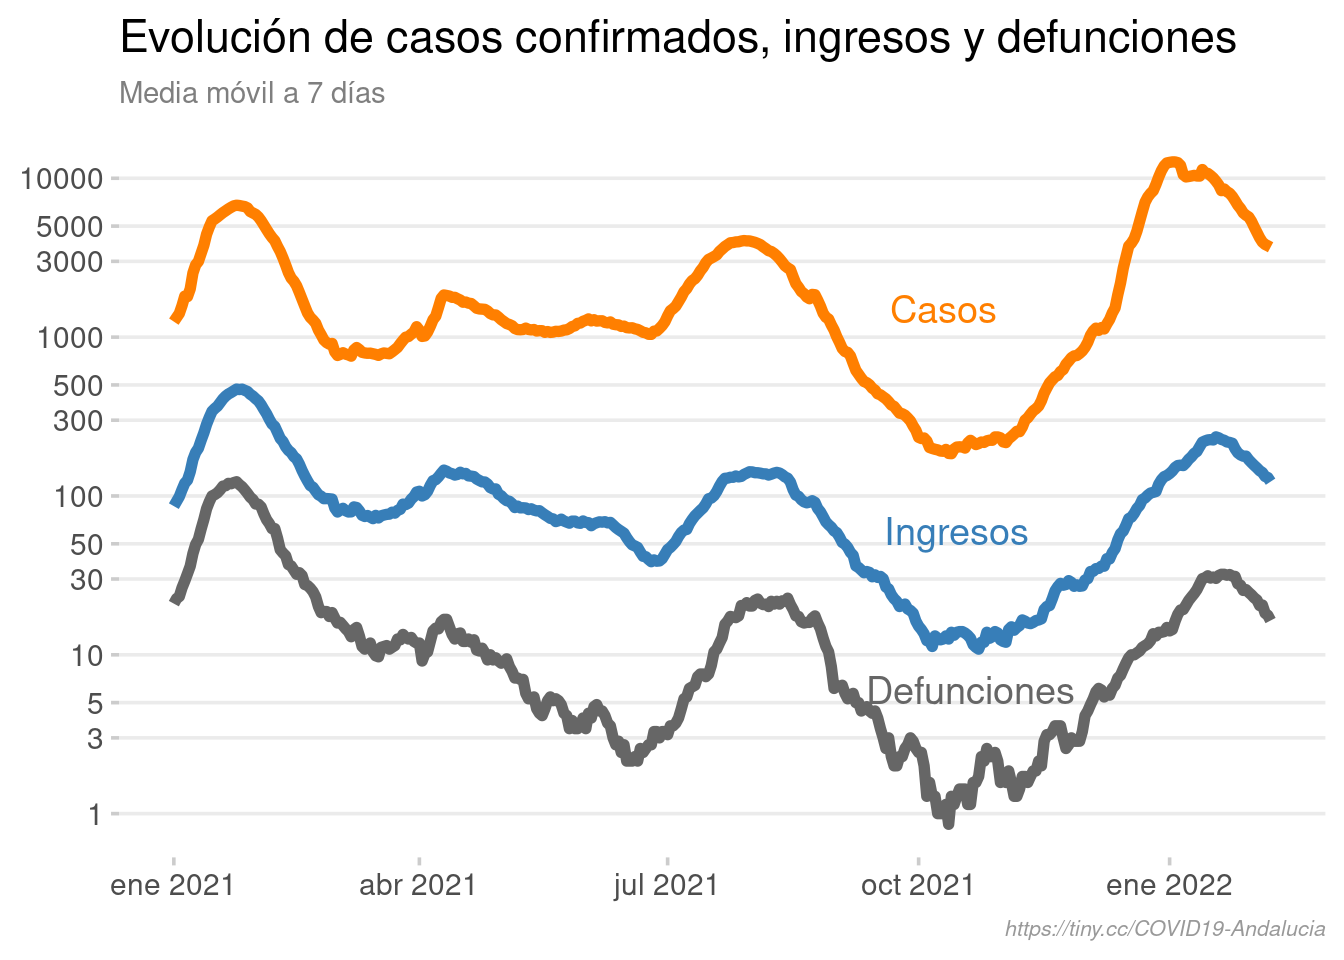 Evolución de casos confirmados, ingresos y defunciones
Media móvil a 7 días
10000
5000
3000
1000
500
300
100
50
30
10
5
3
1
Casos
Ingresos
Defunciones
ene 2021 abr 2021 jul 2021 oct 2021 ene 2022
https://tiny.cc/COVID19-Andalucia